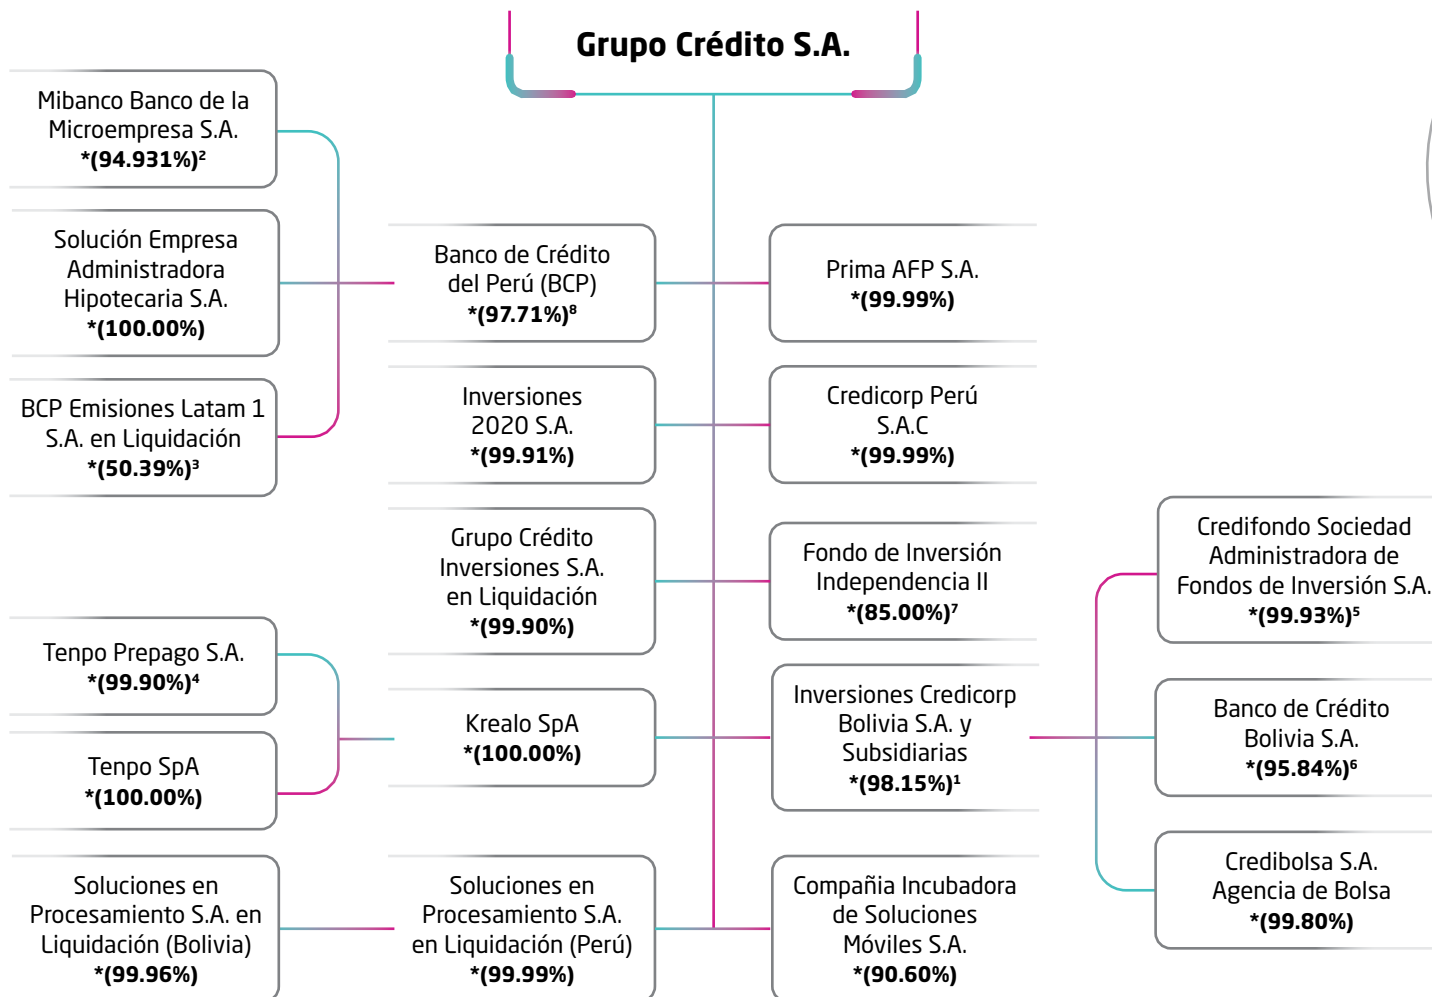 Grupo Crédito S.A.
Mibanco Banco de la
Microempresa S.A.
*(94.931%)²
Solución Empresa
Administradora
Hipotecaria S.A.
*(100.00%)
BCP Emisiones Latam 1
S.A. en Liquidación
*(50.39%)³
Banco de Crédito
del Perú (BCP)
*(97.71%)⁸
Prima AFP S.A.
*(99.99%)
Inversiones
2020 S.A.
*(99.91%)
Credicorp Perú
S.A.C
*(99.99%)
Grupo Crédito
Inversiones S.A.
en Liquidación
*(99.90%)
Fondo de Inversión
Independencia II
*(85.00%)⁷
Credifondo Sociedad
Administradora de
Fondos de Inversión S.A.
*(99.93%)⁵
Tenpo Prepago S.A.
*(99.90%)⁴
Tenpo SpA
*(100.00%)
Krealo SpA
*(100.00%)
Inversiones Credicorp
Bolivia S.A. y
Subsidiarias
*(98.15%)¹
Banco de Crédito
Bolivia S.A.
*(95.84%)⁶
Credibolsa S.A.
Agencia de Bolsa
*(99.80%)
Soluciones en
Procesamiento S.A. en
Liquidación (Bolivia)
*(99.96%)
Soluciones en
Procesamiento S.A.
en Liquidación (Perú)
*(99.99%)
Compañia Incubadora
de Soluciones
Móviles S.A.
*(90.60%)